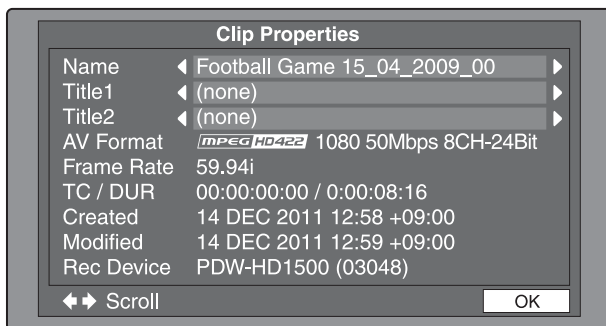 Clip Properties
Name Football Game 15_04_2009_00
Title1 (none)
Title2 (none)
AV Format MPEG HD422 1080 50Mbps 8CH-24Bit
Frame Rate 59.94i
TC / DUR 00:00:00:00 / 0:00:08:16
Created 14 DEC 2011 12:58 +09:00
Modified 14 DEC 2011 12:59 +09:00
Rec Device PDW-HD1500 (03048)
Scroll OK